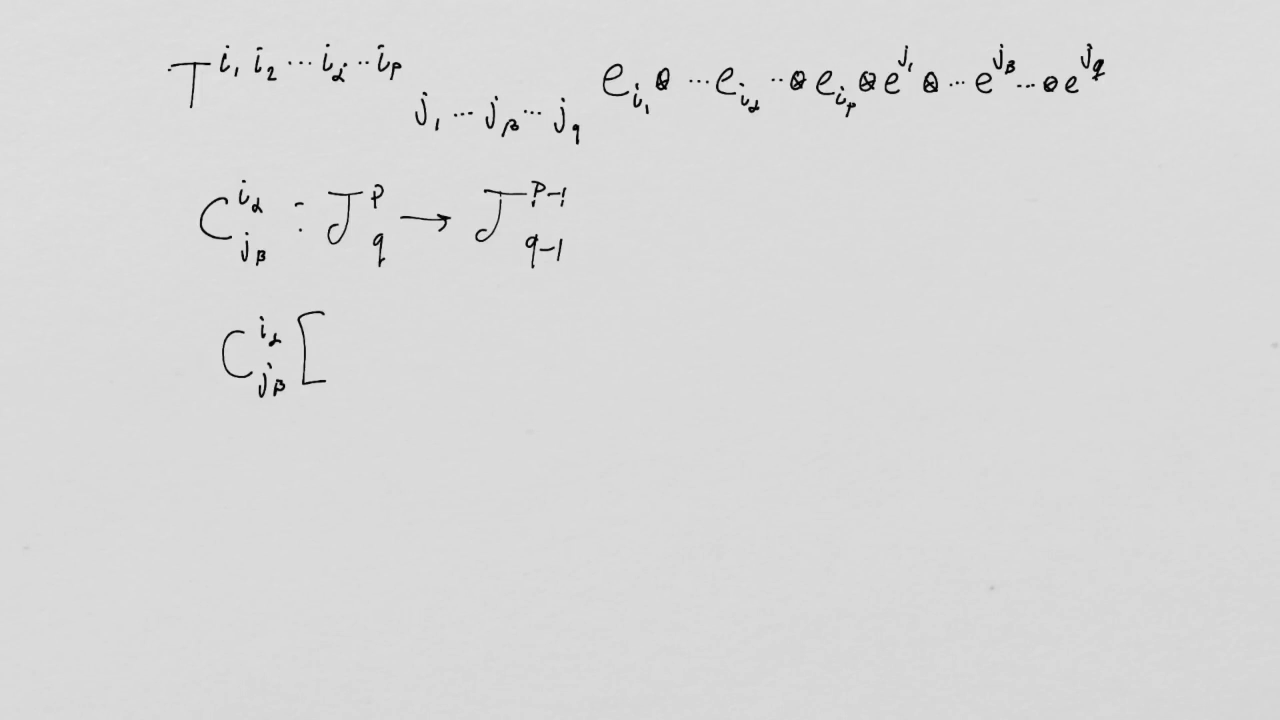 T^{i_1 i_2 ⋯ i_α ⋯ i_p}_{j_1 ⋯ j_β ⋯ j_q} e_{i_1} ⊗ ⋯ e_{i_α} ⋯ ⊗ e_{i_p} ⊗ e^{j_1} ⊗ ⋯ e^{j_β} ⋯ ⊗ e^{j_q}
C^{i_α}_{j_β} : T^p_q → T^{p-1}_{q-1}
C^{i_α}_{j_β} [